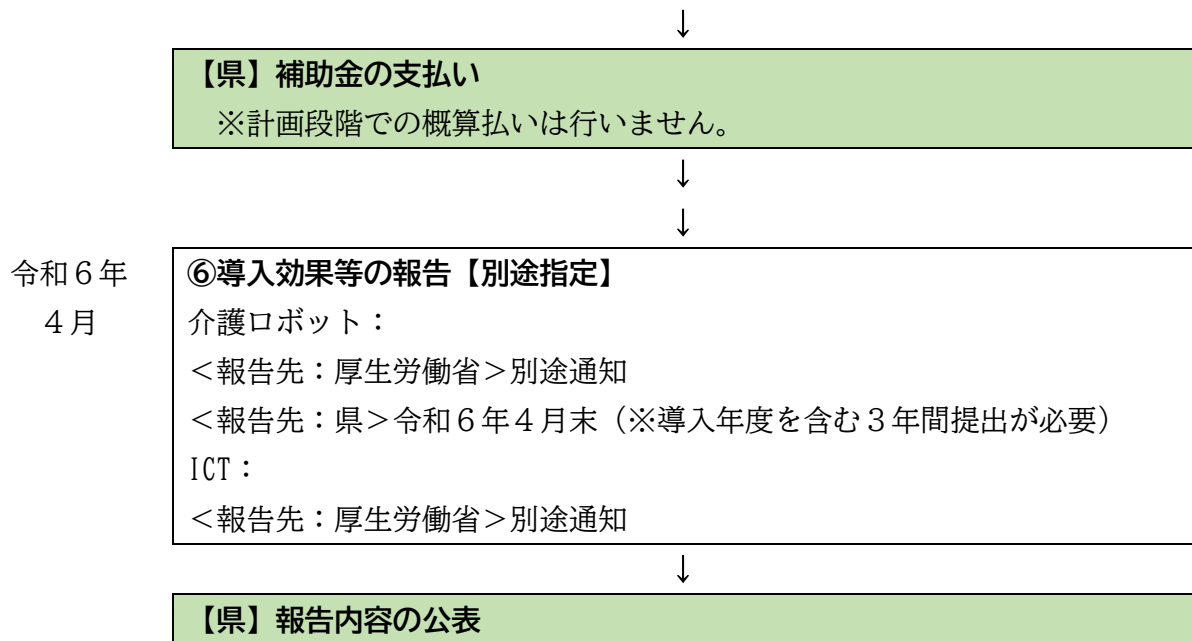 ↓
【県】補助金の支払い
※計画段階での概算払いは行いません。
↓
↓
令和６年
４月
⑥導入効果等の報告【別途指定】
介護ロボット：
＜報告先：厚生労働省＞別途通知
＜報告先：県＞令和６年４月末（※導入年度を含む３年間提出が必要）
ICT：
＜報告先：厚生労働省＞別途通知
↓
【県】報告内容の公表